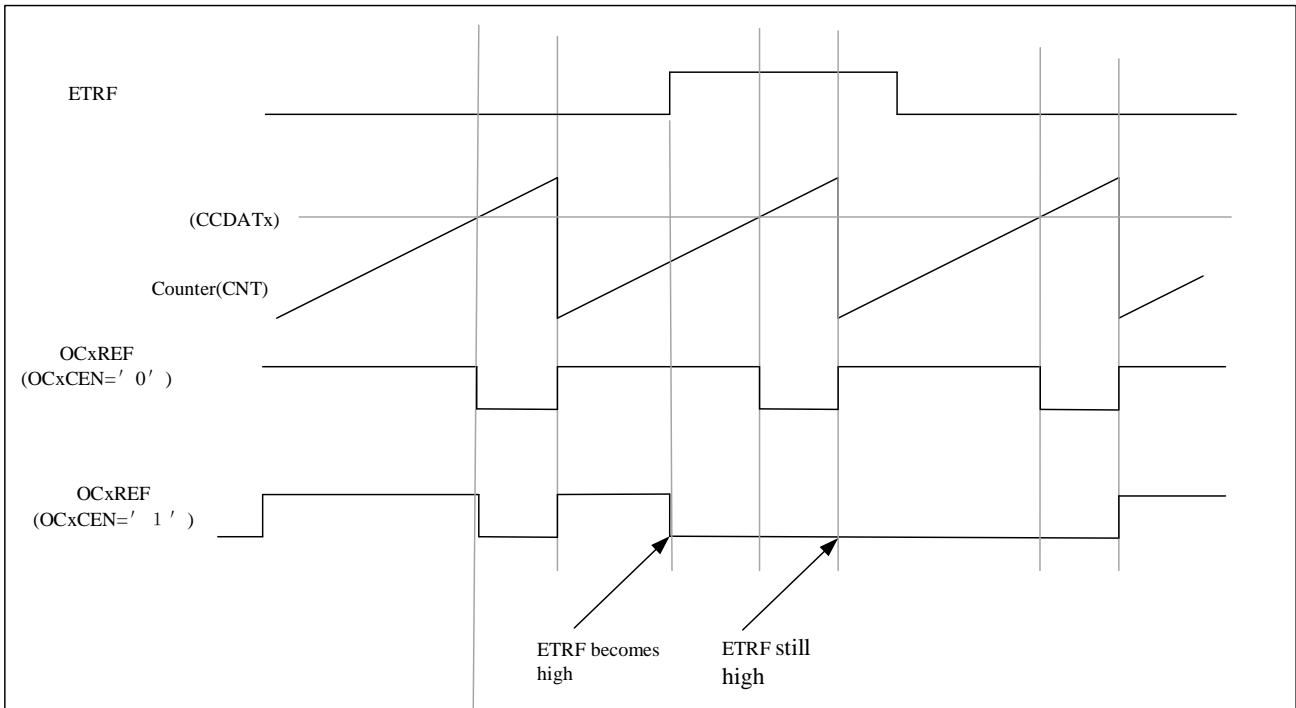 ETRF
(CCDATx)
Counter(CNT)
OCxREF
(OCxCEN=′ 0′ )
OCxREF
(OCxCEN=′ 1 ′ )
ETRF becomes
high
ETRF still
high